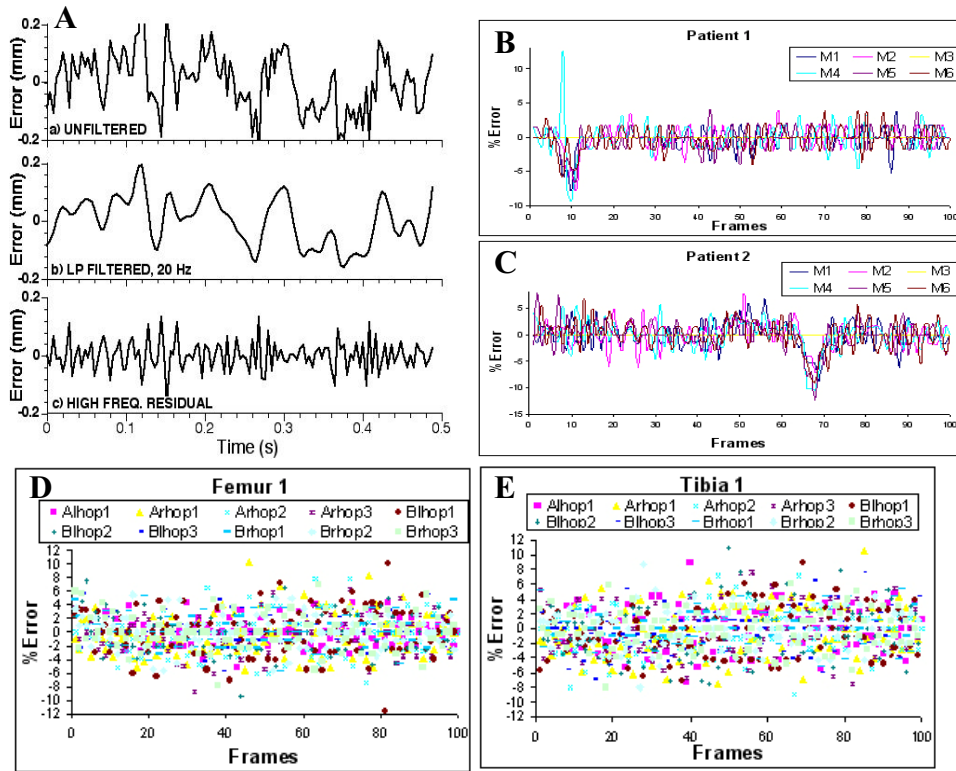 A
0.2
0
-0.2
Error (mm)
a) UNFILTERED
0.2
0
-0.2
Error (mm)
b) LP FILTERED, 20 Hz
0.2
0
-0.2
Error (mm)
c) HIGH FREQ. RESIDUAL
0 0.1 0.2 0.3 0.4 0.5
Time (s)
B
Patient 1
M1 M2 M3
M4 M5 M6
% Error
10
5
0
-5
-10
0 10 20 30 40 50 60 70 80 90 100
Frames
C
Patient 2
M1 M2 M3
M4 M5 M6
% Error
10
5
0
-5
-10
-15
0 10 20 30 40 50 60 70 80 90 100
Frames
D
Femur 1
Alhop1 Arhop1 Arhop2 Arhop3 Blhop1
Blhop2 Blhop3 Brhop1 Brhop2 Brhop3
% Error
12
10
8
6
4
2
0
-2
-4
-6
-8
-10
-12
0 20 40 60 80 100
Frames
E
Tibia 1
Alhop1 Arhop1 Arhop2 Arhop3 Blhop1
Blhop2 Blhop3 Brhop1 Brhop2 Brhop3
% Error
12
10
8
6
4
2
0
-2
-4
-6
-8
-10
-12
0 20 40 60 80 100
Frames